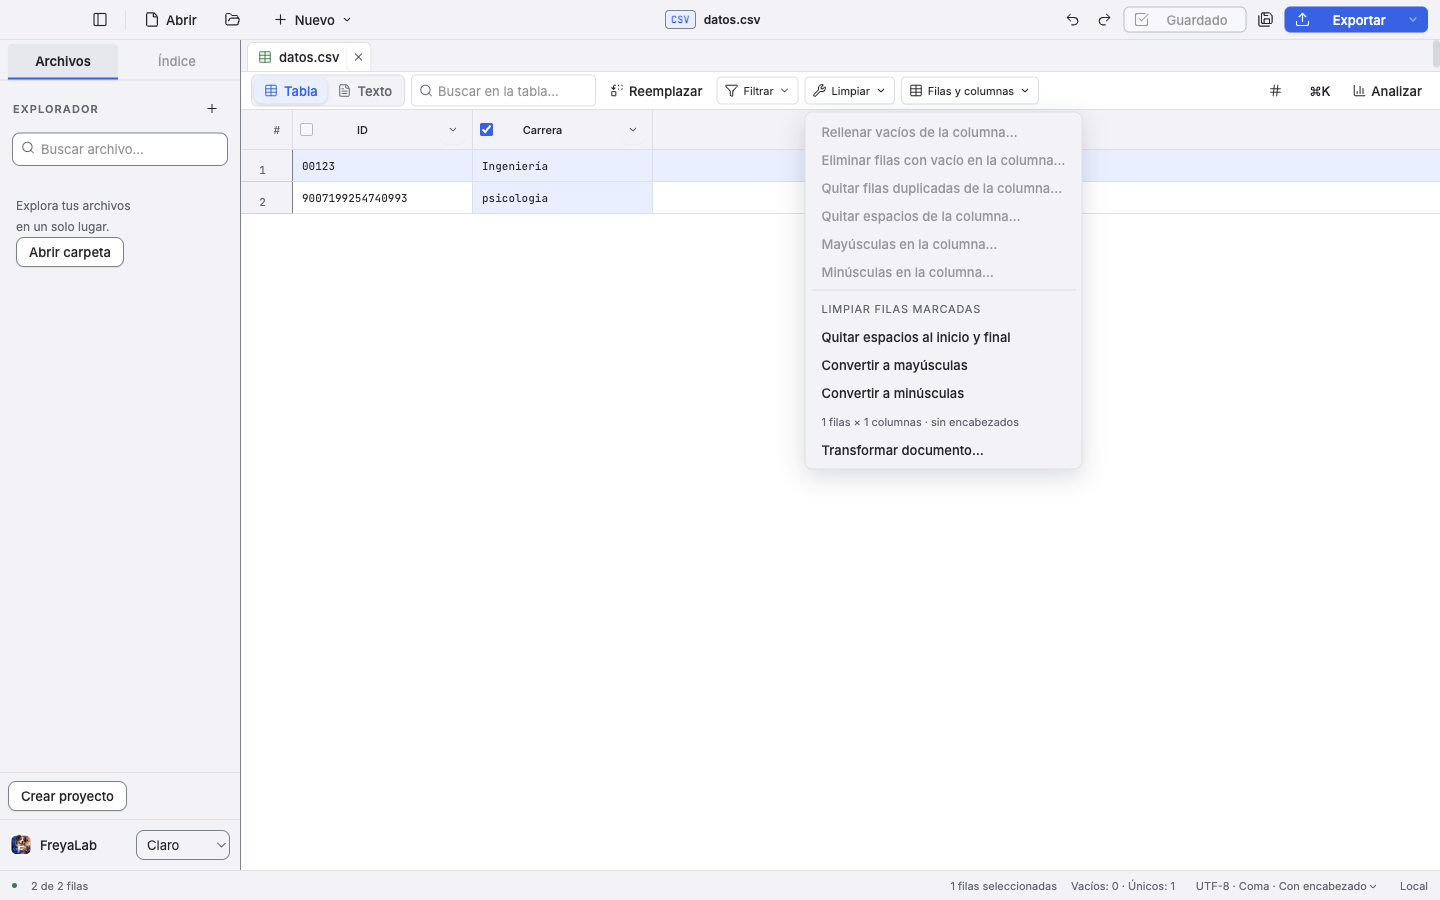 Abrir
Nuevo
CSV datos.csv
Guardado
Exportar
Archivos
Índice
datos.csv
Tabla
Texto
Buscar en la tabla...
Reemplazar
Filtrar
Limpiar
Filas y columnas
#
⌘K
Analizar
EXPLORADOR
Buscar archivo...
Explora tus archivos
en un solo lugar.
Abrir carpeta
# ID Carrera
1 00123 Ingeniería
2 9007199254740993 psicologia
Rellenar vacíos de la columna...
Eliminar filas con vacío en la columna...
Quitar filas duplicadas de la columna...
Quitar espacios de la columna...
Mayúsculas en la columna...
Minúsculas en la columna...
LIMPIAR FILAS MARCADAS
Quitar espacios al inicio y final
Convertir a mayúsculas
Convertir a minúsculas
1 filas × 1 columnas · sin encabezados
Transformar documento...
Crear proyecto
FreyaLab
Claro
2 de 2 filas
1 filas seleccionadas
Vacíos: 0 · Únicos: 1
UTF-8 · Coma · Con encabezado
Local